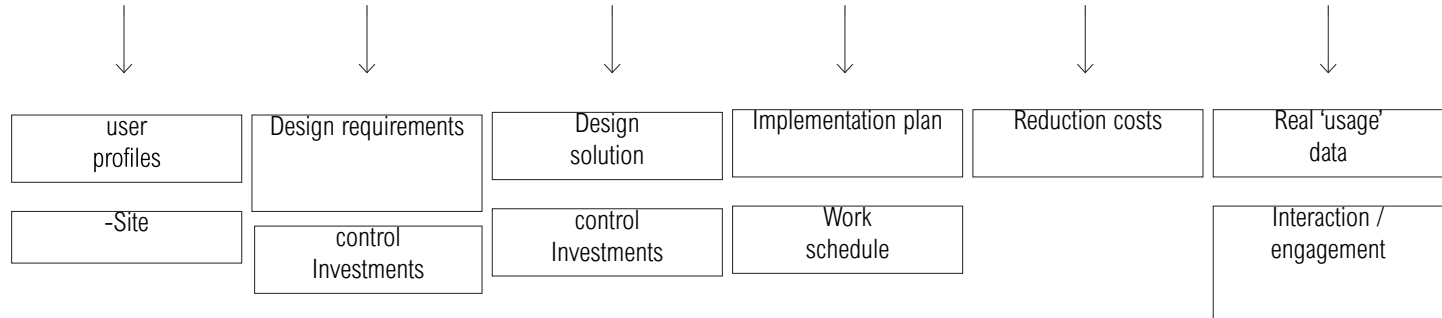 user
profiles
-Site
Design requirements
control
Investments
Design
solution
control
Investments
Implementation plan
Work
schedule
Reduction costs
Real ‘usage’
data
Interaction /
engagement